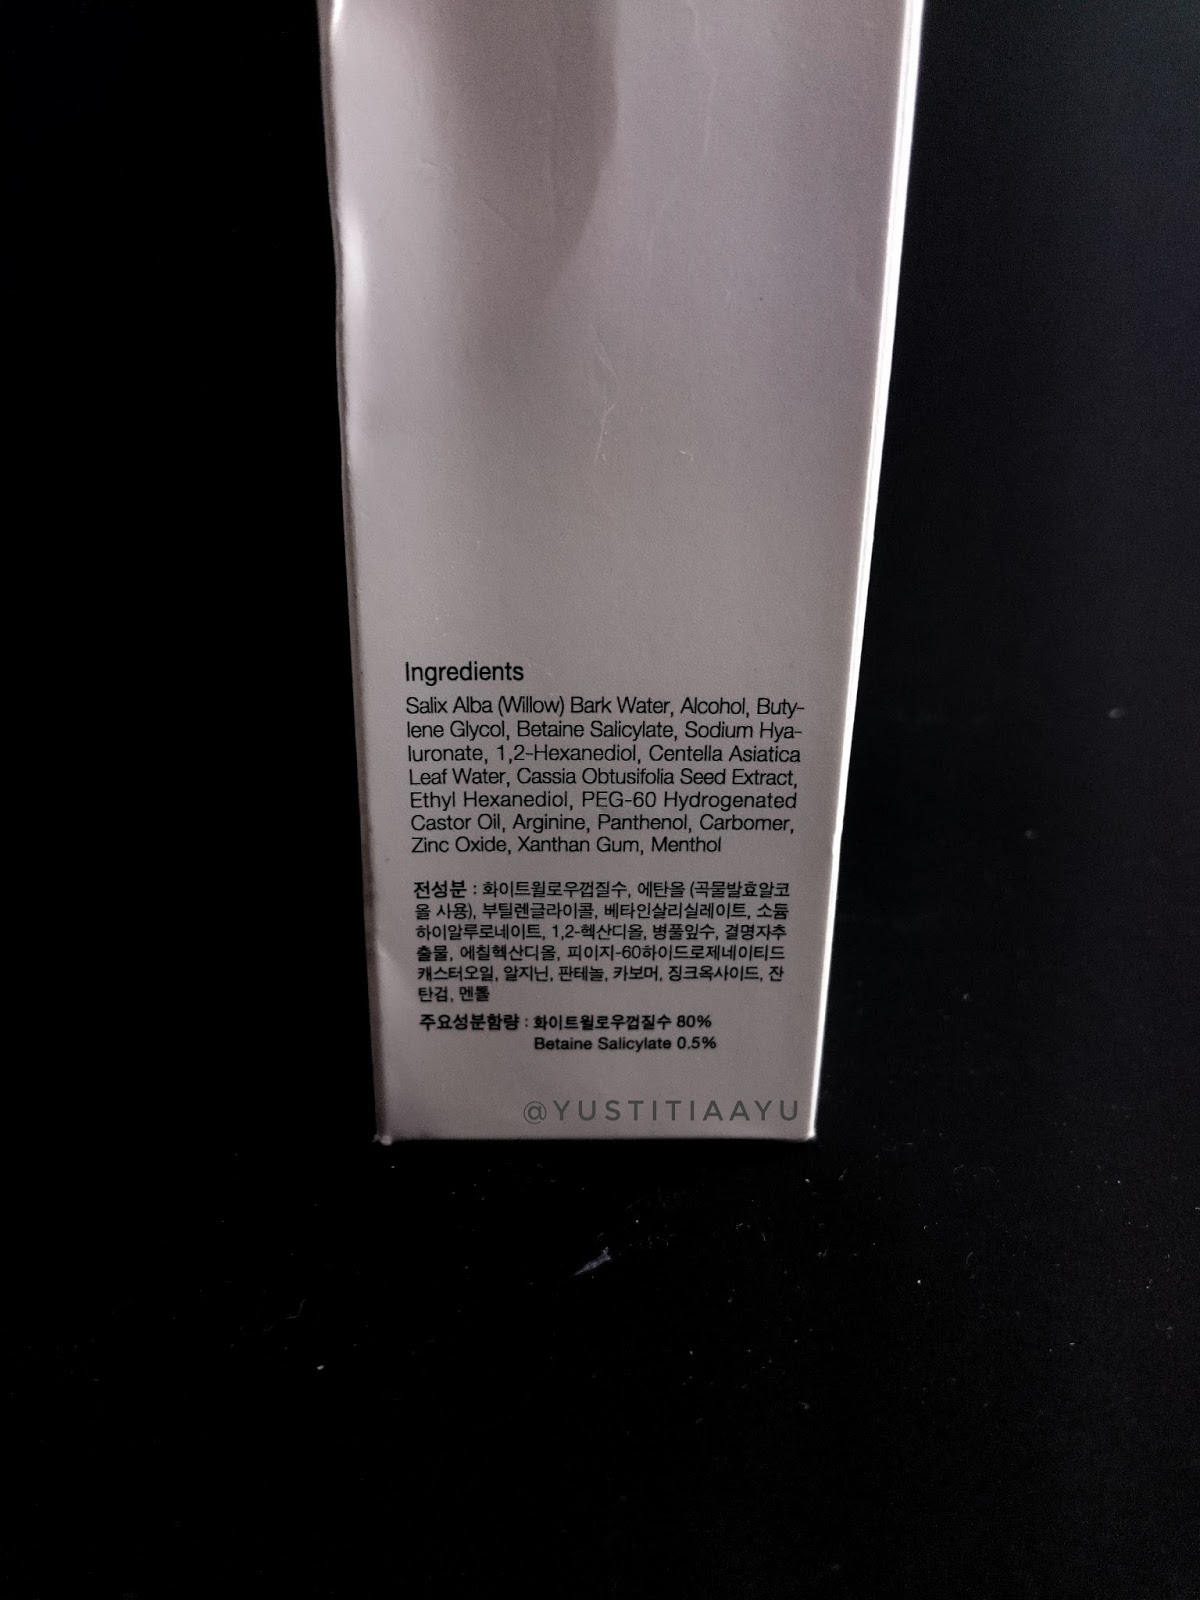 Ingredients
Salix Alba (Willow) Bark Water, Alcohol, Buty-
lene Glycol, Betaine Salicylate, Sodium Hya-
luronate, 1,2-Hexanediol, Centella Asiatica
Leaf Water, Cassia Obtusifolia Seed Extract,
Ethyl Hexanediol, PEG-60 Hydrogenated
Castor Oil, Arginine, Panthenol, Carbomer,
Zinc Oxide, Xanthan Gum, Menthol
전성분 : 화이트윌로우껍질수, 에탄올 (곡물발효알코
올 사용), 부틸렌글라이콜, 베타인살리실레이트, 소듐
하이알루로네이트, 1,2-헥산디올, 병풀잎수, 결명자추
출물, 에칠헥산디올, 피이지-60하이드로제네이티드
캐스터오일, 알지닌, 판테놀, 카보머, 징크옥사이드, 잔
탄검, 멘톨
주요성분함량 : 화이트윌로우껍질수 80%
Betaine Salicylate 0.5%
@YUSTITIAAYU